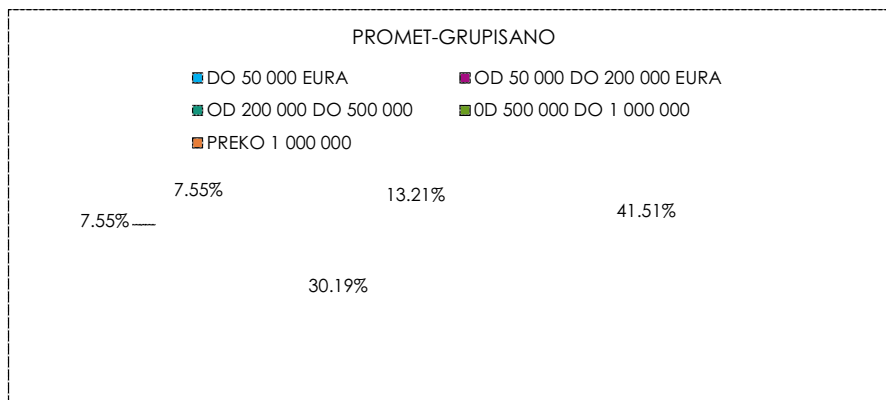 PROMET-GRUPISANO
DO 50 000 EURA OD 50 000 DO 200 000 EURA
OD 200 000 DO 500 000 0D 500 000 DO 1 000 000
PREKO 1 000 000
7.55% 13.21%
7.55% 41.51%
30.19%